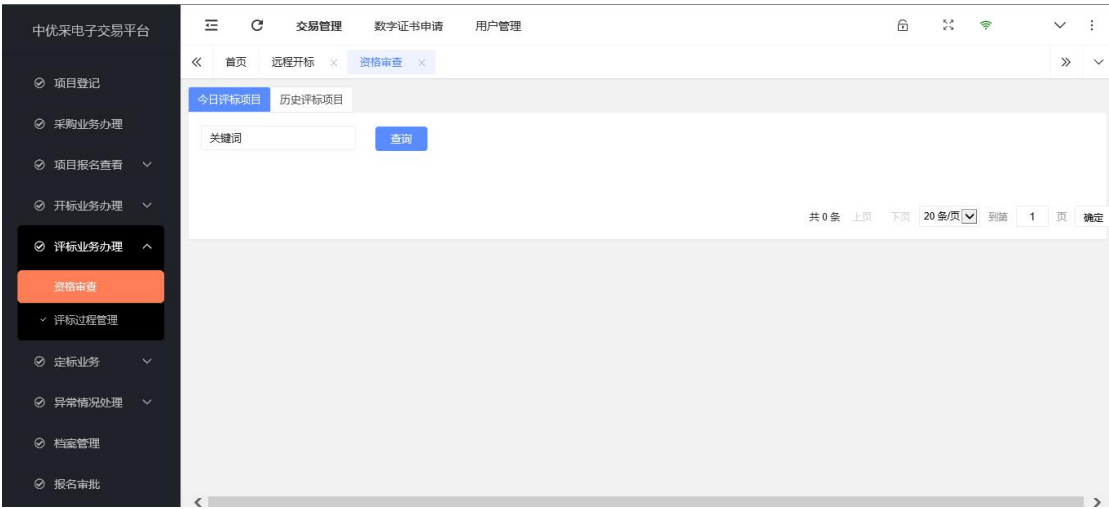 中优采电子交易平台
交易管理 数字证书申请 用户管理
首页 远程开标 资格审查
项目登记
今日评标项目 历史评标项目
采购业务办理
关键词 查询
项目报名查看
开标业务办理
共 0 条 上页 下页 20 条/页 到第 1 页 确定
评标业务办理
资格审查
评标过程管理
定标业务
异常情况处理
档案管理
报名审批